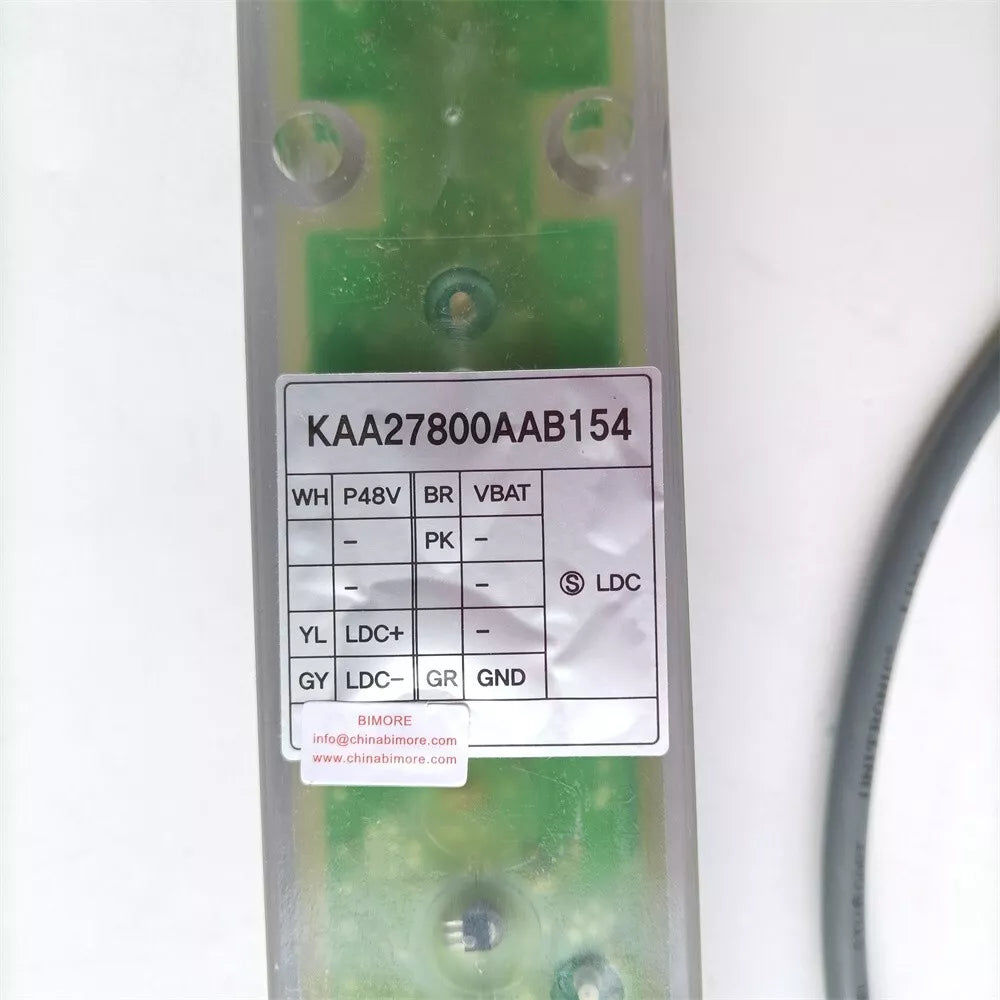 KAA27800AAB154
WH P48V BR VBAT
- PK -
- -
Ⓢ LDC
YL LDC+ -
GY LDC- GR GND
BIMORE
info@chinabimore.com
www.chinabimore.com
UNITRONIC